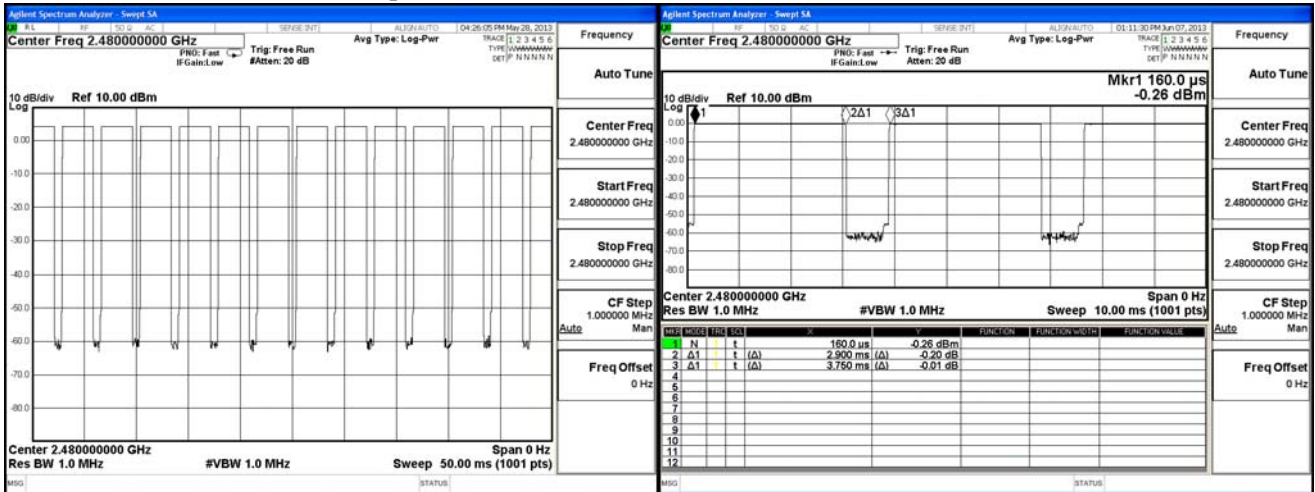 Agilent Spectrum Analyzer - Swept SA
RL RF 50 Ω AC SENSE:INT ALIGNAUTO 04:26:05 PM May 28, 2013
Center Freq 2.480000000 GHz
PNO: Fast
IFGain:Low
Trig: Free Run
#Atten: 20 dB
Avg Type: Log-Pwr
TRACE 1 2 3 4 5 6
TYPE
DET P N N N N N
10 dB/div Ref 10.00 dBm
Log
0.00
-10.0
-20.0
-30.0
-40.0
-50.0
-60.0
-70.0
-80.0
Center 2.480000000 GHz
Span 0 Hz
Res BW 1.0 MHz
#VBW 1.0 MHz
Sweep 50.00 ms (1001 pts)
MSG
STATUS
Frequency
Auto Tune
Center Freq
2.480000000 GHz
Start Freq
2.480000000 GHz
Stop Freq
2.480000000 GHz
CF Step
1.000000 MHz
Auto Man
Freq Offset
0 Hz
Agilent Spectrum Analyzer - Swept SA
RF 50 Ω AC SENSE:INT ALIGNAUTO 01:11:30 PM Jun 07, 2013
Center Freq 2.480000000 GHz
PNO: Fast
IFGain:Low
Trig: Free Run
Atten: 20 dB
Avg Type: Log-Pwr
TRACE 1 2 3 4 5 6
TYPE
DET P N N N N N
Mkr1 160.0 µs
-0.26 dBm
10 dB/div Ref 10.00 dBm
Log
1
2Δ1
3Δ1
0.00
-10.0
-20.0
-30.0
-40.0
-50.0
-60.0
-70.0
-80.0
Center 2.480000000 GHz
Span 0 Hz
Res BW 1.0 MHz
#VBW 1.0 MHz
Sweep 10.00 ms (1001 pts)
MKR MODE TRC SCL X Y FUNCTION FUNCTION WIDTH FUNCTION VALUE
1 N t 160.0 µs -0.26 dBm
2 Δ1 t (Δ) 2.900 ms (Δ) -0.20 dB
3 Δ1 t (Δ) 3.750 ms (Δ) -0.01 dB
4
5
6
7
8
9
10
11
12
MSG
STATUS
Frequency
Auto Tune
Center Freq
2.480000000 GHz
Start Freq
2.480000000 GHz
Stop Freq
2.480000000 GHz
CF Step
1.000000 MHz
Auto Man
Freq Offset
0 Hz